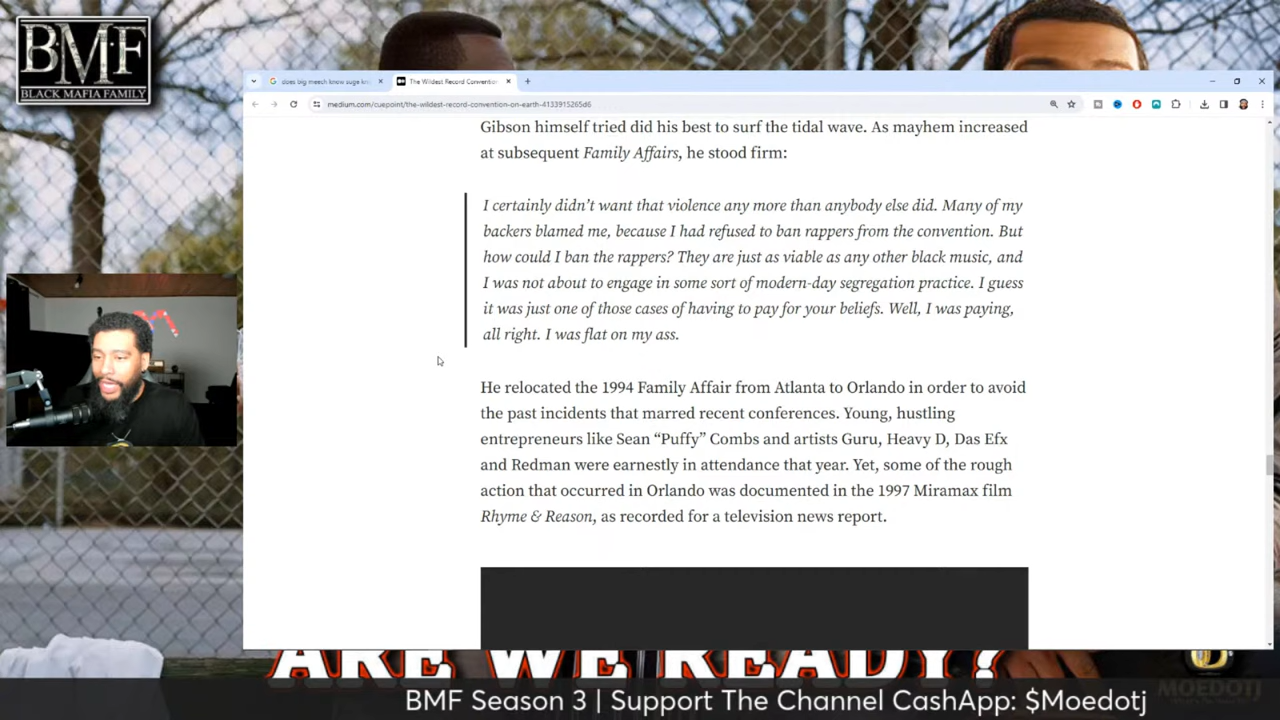 BMF
BLACK MAFIA FAMILY
does big meech know suge kn
The Wildest Record Convention
medium.com/cuepoint/the-wildest-record-convention-on-earth-4133915265d6
Gibson himself tried did his best to surf the tidal wave. As mayhem increased
at subsequent Family Affairs, he stood firm:
I certainly didn’t want that violence any more than anybody else did. Many of my
backers blamed me, because I had refused to ban rappers from the convention. But
how could I ban the rappers? They are just as viable as any other black music, and
I was not about to engage in some sort of modern-day segregation practice. I guess
it was just one of those cases of having to pay for your beliefs. Well, I was paying,
all right. I was flat on my ass.
He relocated the 1994 Family Affair from Atlanta to Orlando in order to avoid
the past incidents that marred recent conferences. Young, hustling
entrepreneurs like Sean “Puffy” Combs and artists Guru, Heavy D, Das Efx
and Redman were earnestly in attendance that year. Yet, some of the rough
action that occurred in Orlando was documented in the 1997 Miramax film
Rhyme & Reason, as recorded for a television news report.
ARE WE READY?
MOEDOTJ
BMF Season 3 | Support The Channel CashApp: $Moedotj